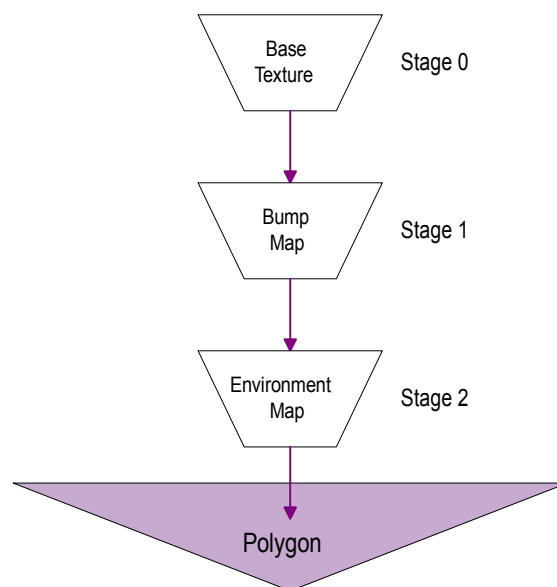 Base
Texture
Stage 0
Bump
Map
Stage 1
Environment
Map
Stage 2
Polygon